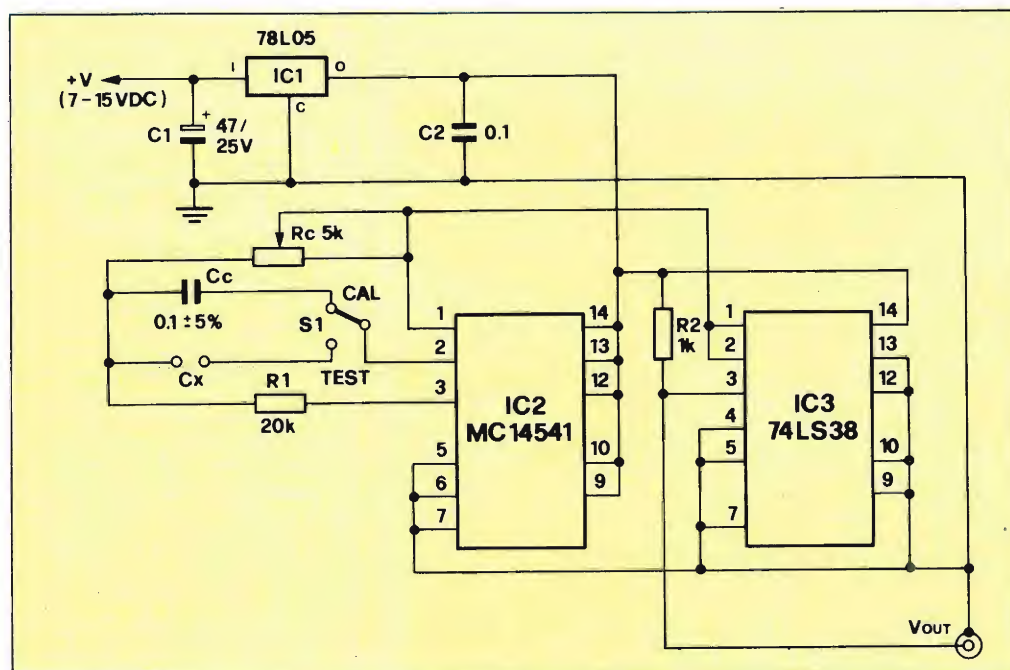 78L05
IC1
I
O
C
+V
(7-15VDC)
C1
+
47/
25V
C2
0.1
Rc 5k
Cc
0.1±5%
CAL
S1
TEST
Cx
R1
20k
1
2
3
5
6
7
IC2
MC14541
14
13
12
10
9
R2
1k
1
2
3
4
5
7
IC3
74LS38
14
13
12
10
9
VOUT